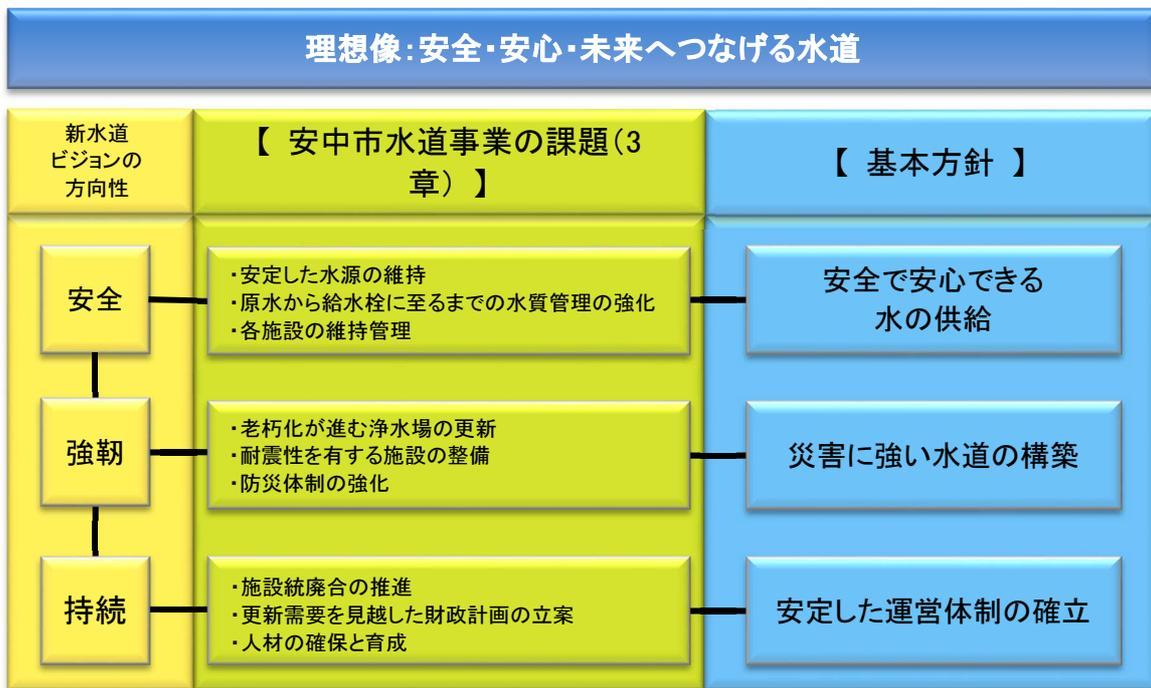 理想像:安全・安心・未来へつなげる水道
新水道
ビジョンの
方向性
【 安中市水道事業の課題(3
章) 】
【 基本方針 】
安全
・安定した水源の維持
・原水から給水栓に至るまでの水質管理の強化
・各施設の維持管理
安全で安心できる
水の供給
強靭
・老朽化が進む浄水場の更新
・耐震性を有する施設の整備
・防災体制の強化
災害に強い水道の構築
持続
・施設統廃合の推進
・更新需要を見越した財政計画の立案
・人材の確保と育成
安定した運営体制の確立